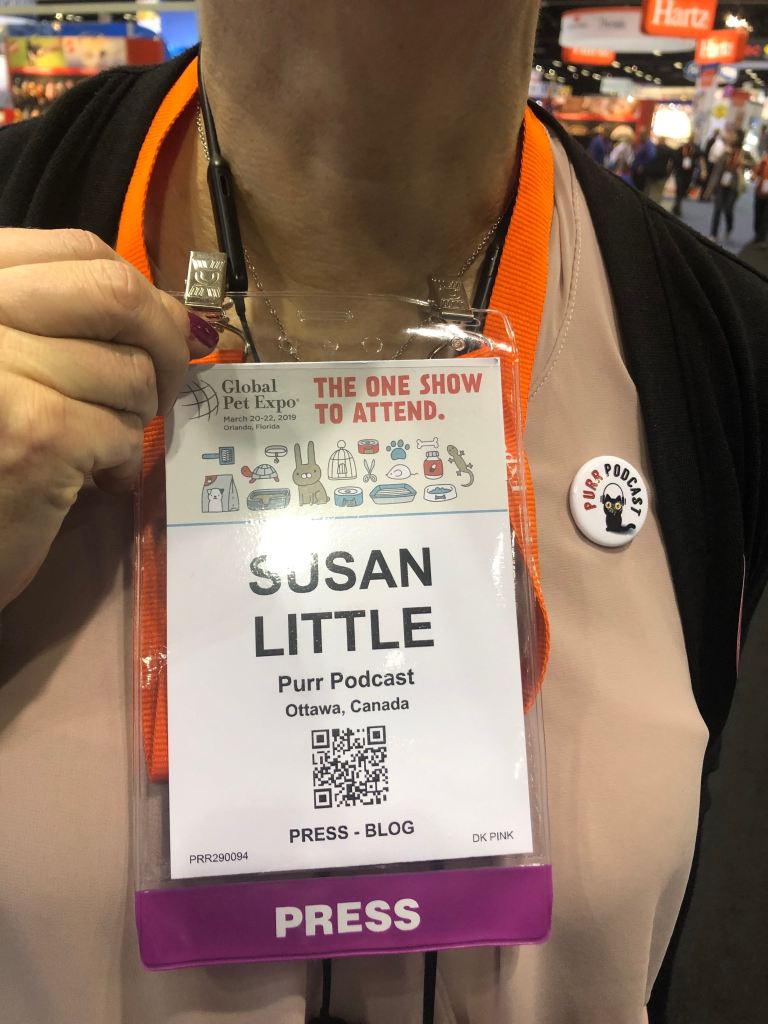 Hartz
Hartz
Global
Pet Expo®
March 20-22, 2019
Orlando, Florida
THE ONE SHOW
TO ATTEND.
PURR PODCAST
SUSAN
LITTLE
Purr Podcast
Ottawa, Canada
PRESS - BLOG
PRR290094
DK PINK
PRESS